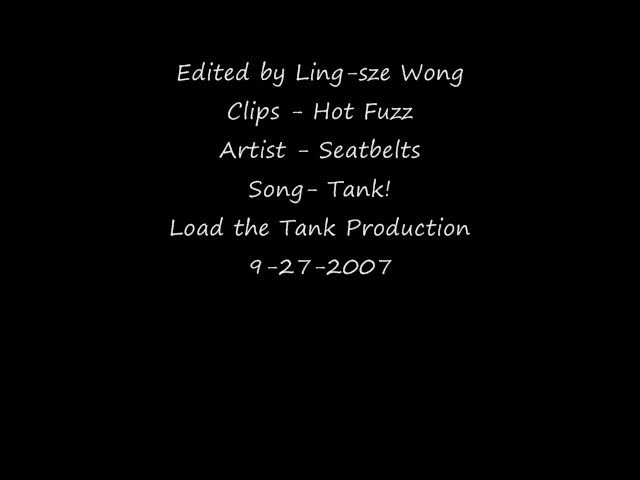 Edited by Ling-sze Wong
Clips - Hot Fuzz
Artist - Seatbelts
Song- Tank!
Load the Tank Production
9-27-2007